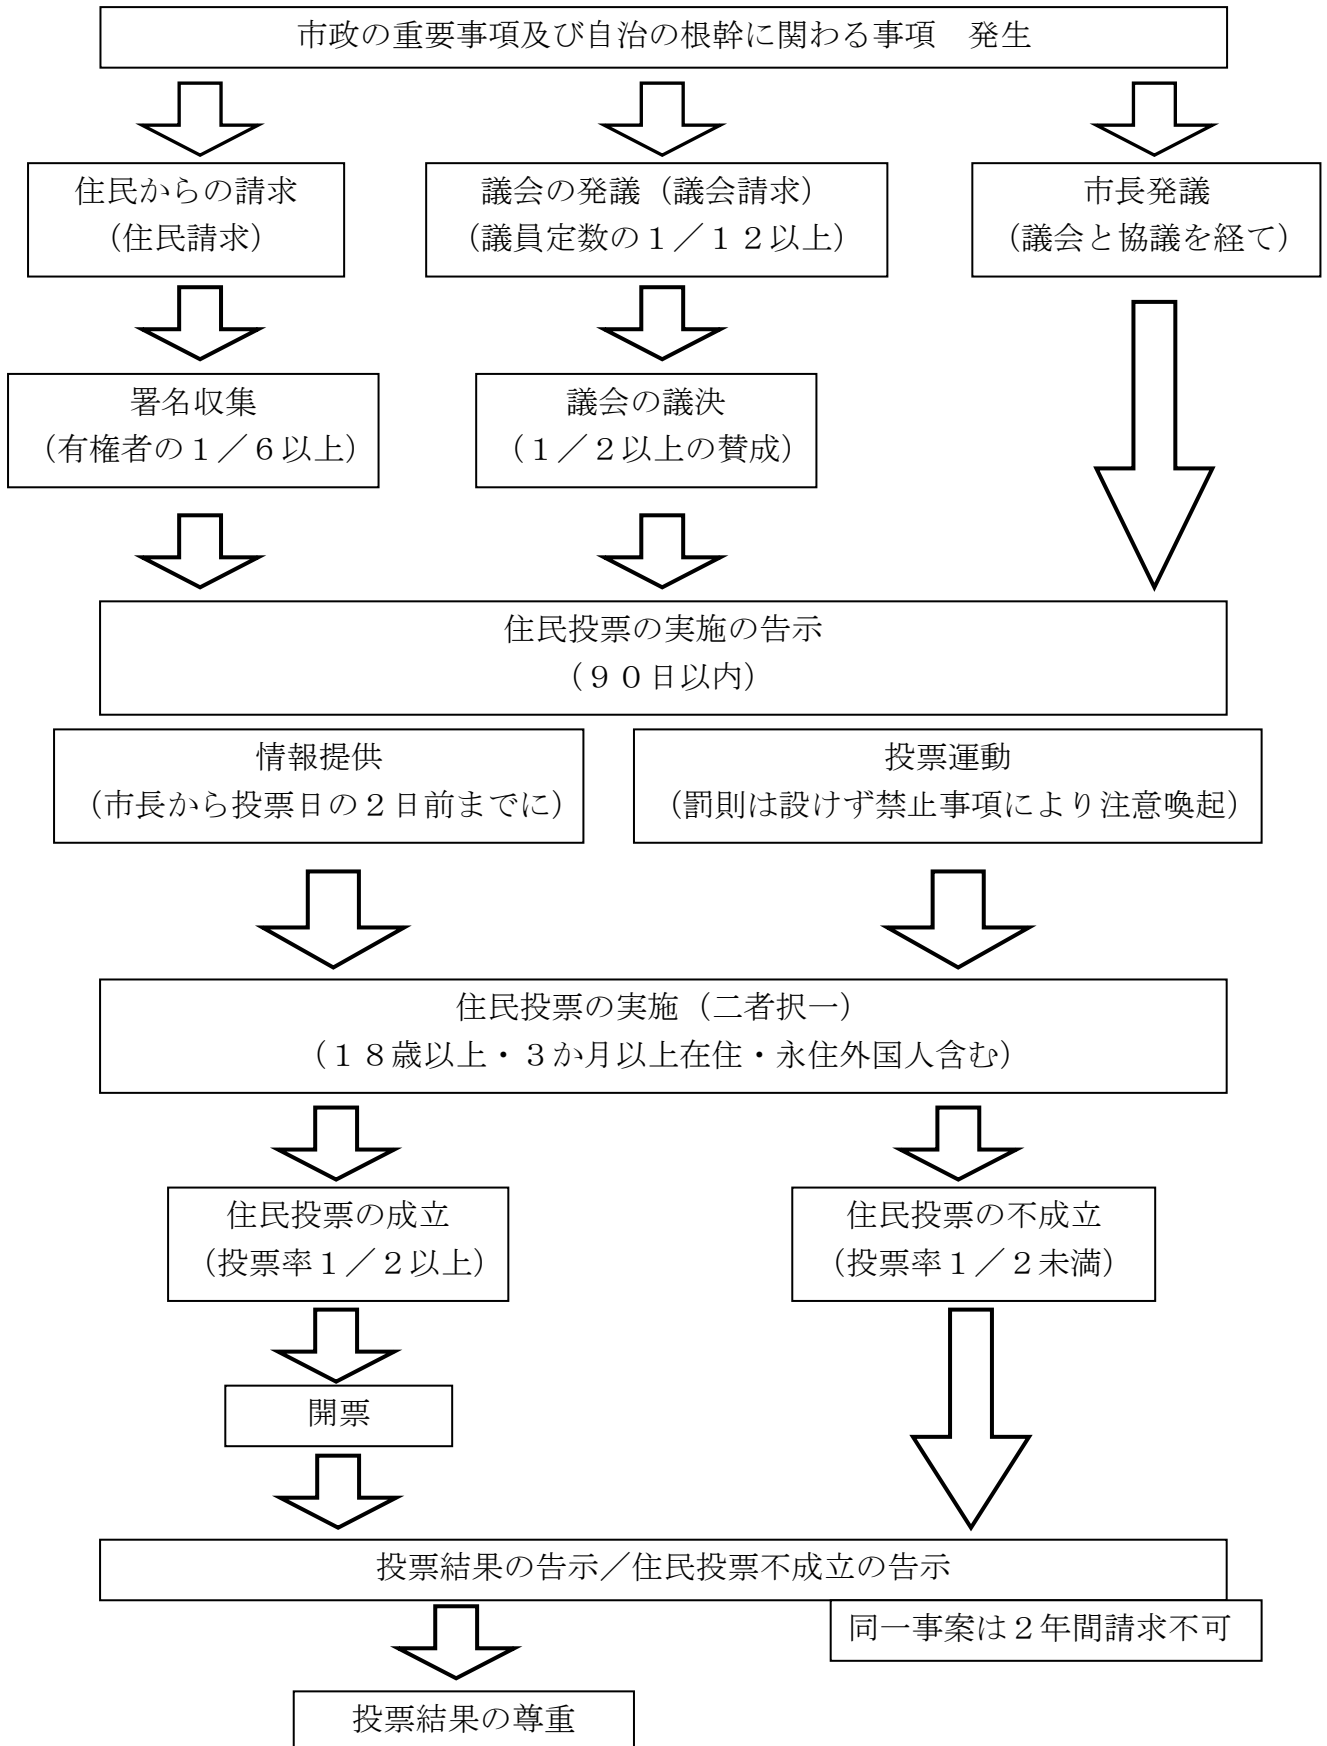 市政の重要事項及び自治の根幹に関わる事項　発生
住民からの請求
（住民請求）
議会の発議（議会請求）
（議員定数の１／１２以上）
市長発議
（議会と協議を経て）
署名収集
（有権者の１／６以上）
議会の議決
（１／２以上の賛成）
住民投票の実施の告示
（９０日以内）
情報提供
（市長から投票日の２日前までに）
投票運動
（罰則は設けず禁止事項により注意喚起）
住民投票の実施（二者択一）
（１８歳以上・３か月以上在住・永住外国人含む）
住民投票の成立
（投票率１／２以上）
住民投票の不成立
（投票率１／２未満）
開票
投票結果の告示／住民投票不成立の告示
同一事案は２年間請求不可
投票結果の尊重